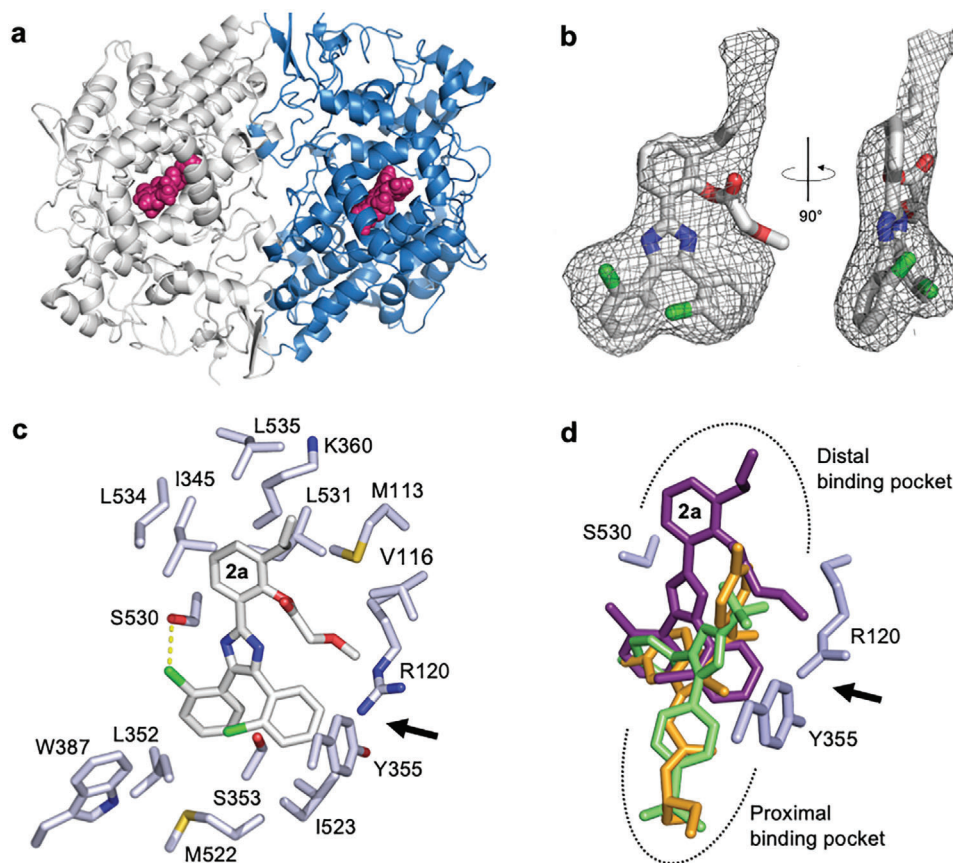 a
b
90°
c
L535
K360
I345
L534
L531
M113
2a
V116
S530
R120
L352
W387
Y355
S353
I523
M522
d
Distal
binding pocket
2a
S530
R120
Y355
Proximal
binding pocket